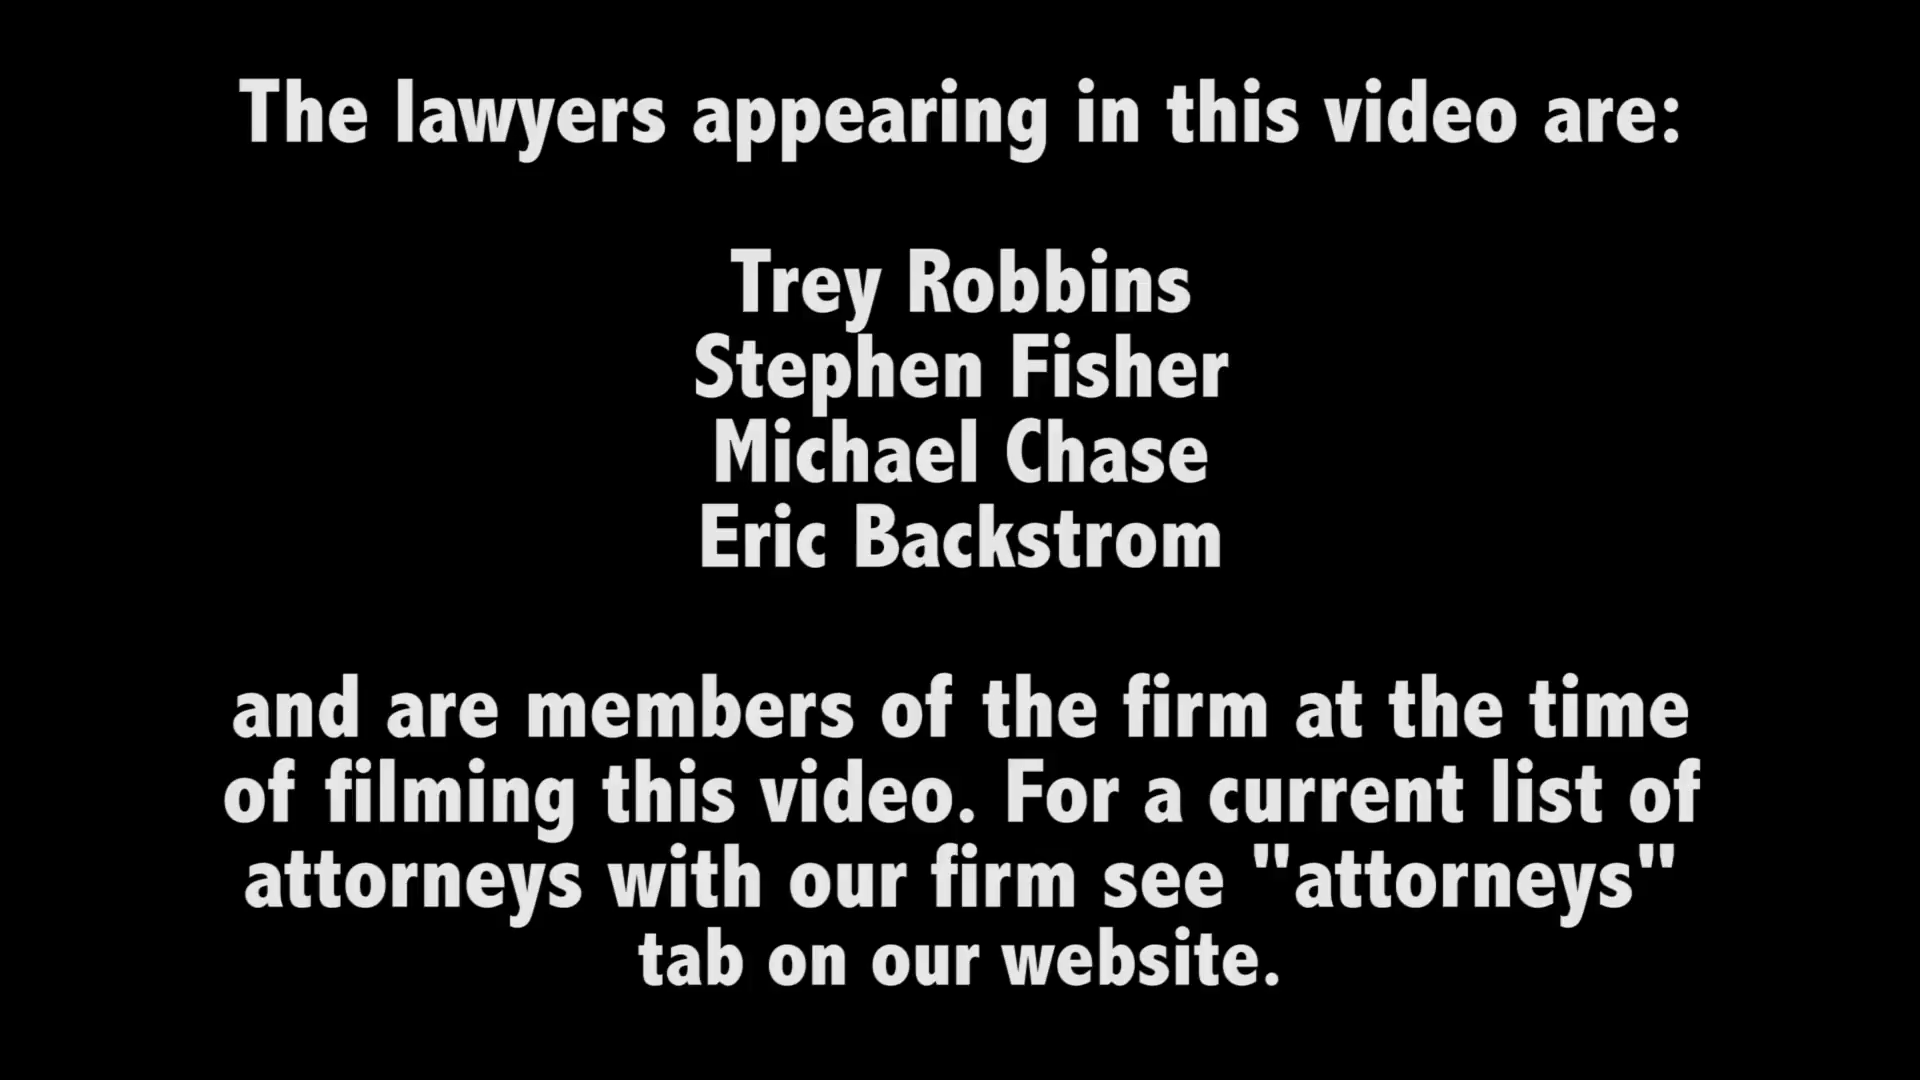 The lawyers appearing in this video are:
Trey Robbins
Stephen Fisher
Michael Chase
Eric Backstrom
and are members of the firm at the time
of filming this video. For a current list of
attorneys with our firm see "attorneys"
tab on our website.